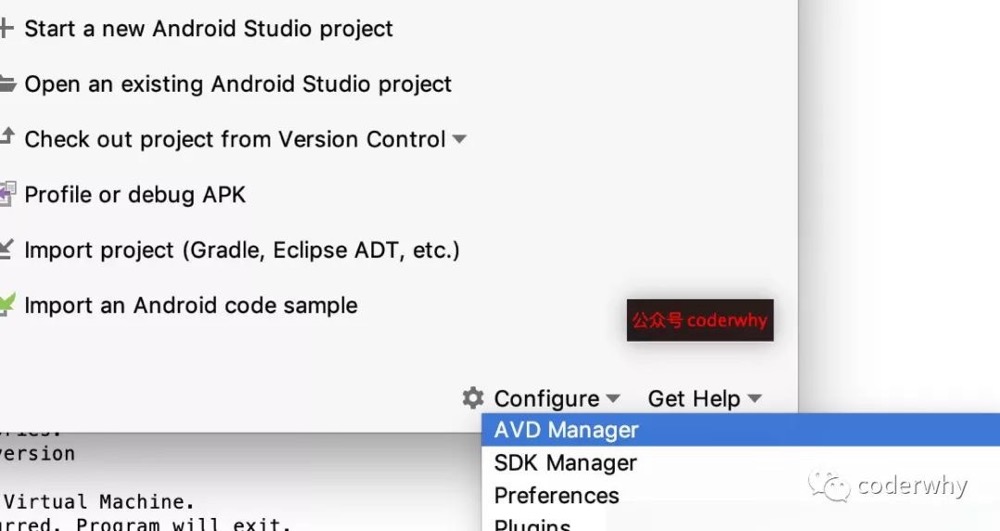 Start a new Android Studio project
Open an existing Android Studio project
Check out project from Version Control
Profile or debug APK
Import project (Gradle, Eclipse ADT, etc.)
Import an Android code sample
公众号 coderwhy
Configure Get Help
AVD Manager
SDK Manager
Preferences
Plugins
version
Virtual Machine.
Program will exit.
coderwhy